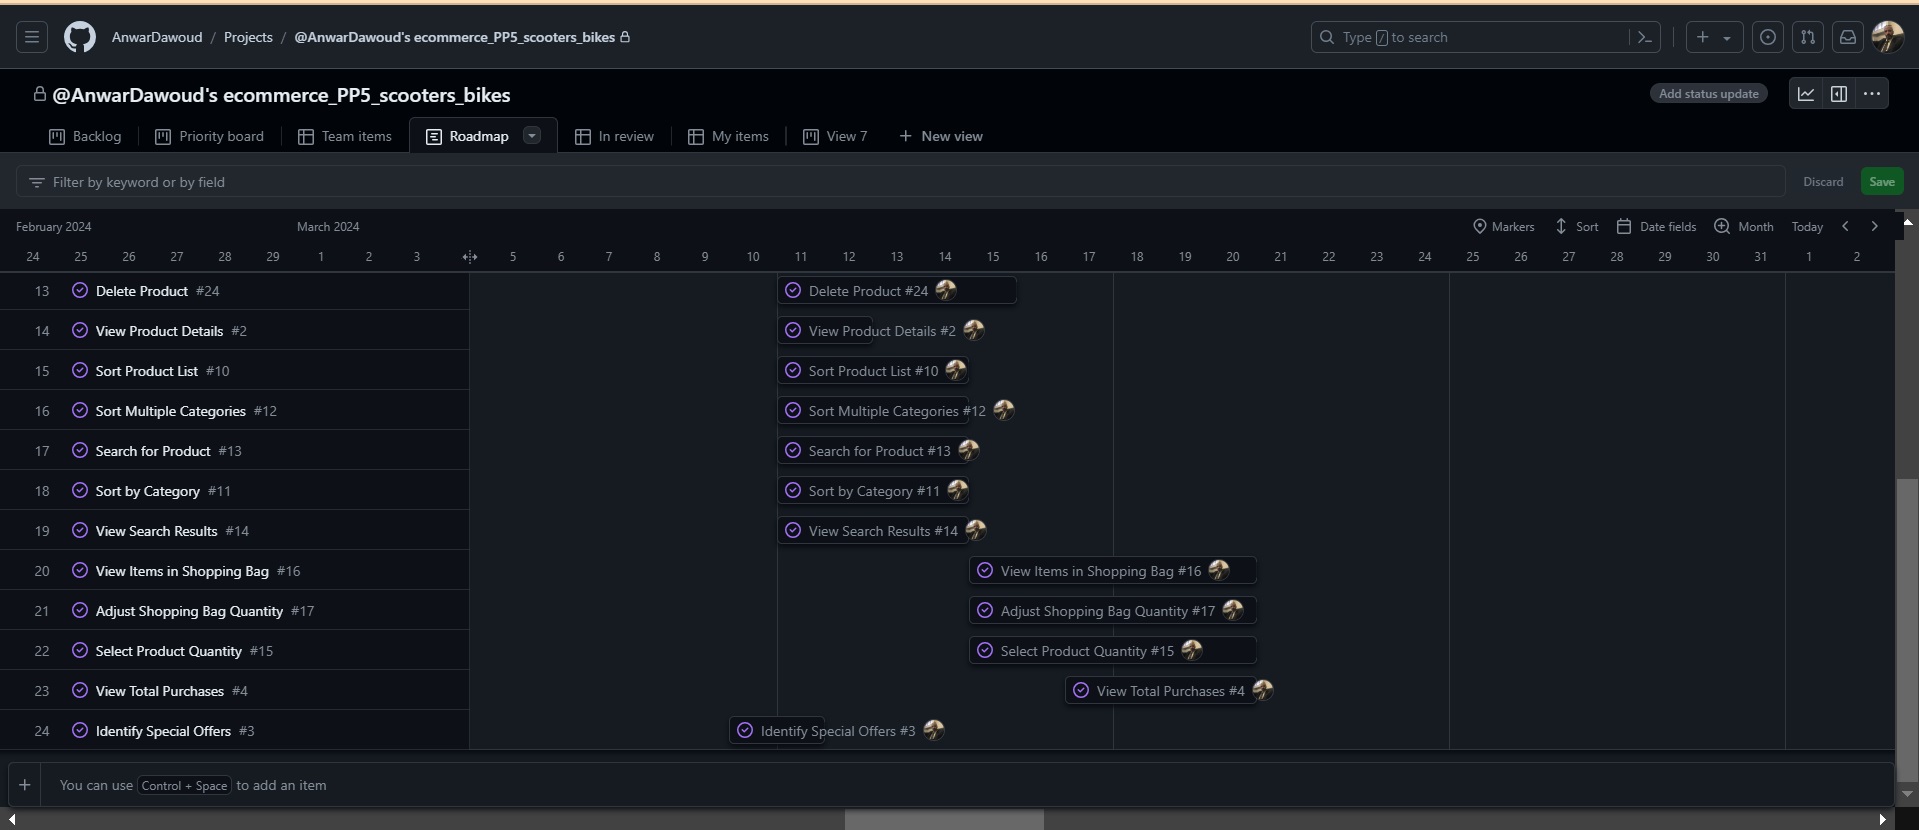 AnwarDawoud / Projects / @AnwarDawoud's ecommerce_PP5_scooters_bikes
Type / to search
@AnwarDawoud's ecommerce_PP5_scooters_bikes
Add status update
Backlog Priority board Team items Roadmap In review My items View 7 + New view
Filter by keyword or by field
Discard Save
February 2024 March 2024 Markers Sort Date fields Month Today
24 25 26 27 28 29 1 2 3 5 6 7 8 9 10 11 12 13 14 15 16 17 18 19 20 21 22 23 24 25 26 27 28 29 30 31 1 2
13 Delete Product #24 Delete Product #24
14 View Product Details #2 View Product Details #2
15 Sort Product List #10 Sort Product List #10
16 Sort Multiple Categories #12 Sort Multiple Categories #12
17 Search for Product #13 Search for Product #13
18 Sort by Category #11 Sort by Category #11
19 View Search Results #14 View Search Results #14
20 View Items in Shopping Bag #16 View Items in Shopping Bag #16
21 Adjust Shopping Bag Quantity #17 Adjust Shopping Bag Quantity #17
22 Select Product Quantity #15 Select Product Quantity #15
23 View Total Purchases #4 View Total Purchases #4
24 Identify Special Offers #3 Identify Special Offers #3
+ You can use Control + Space to add an item